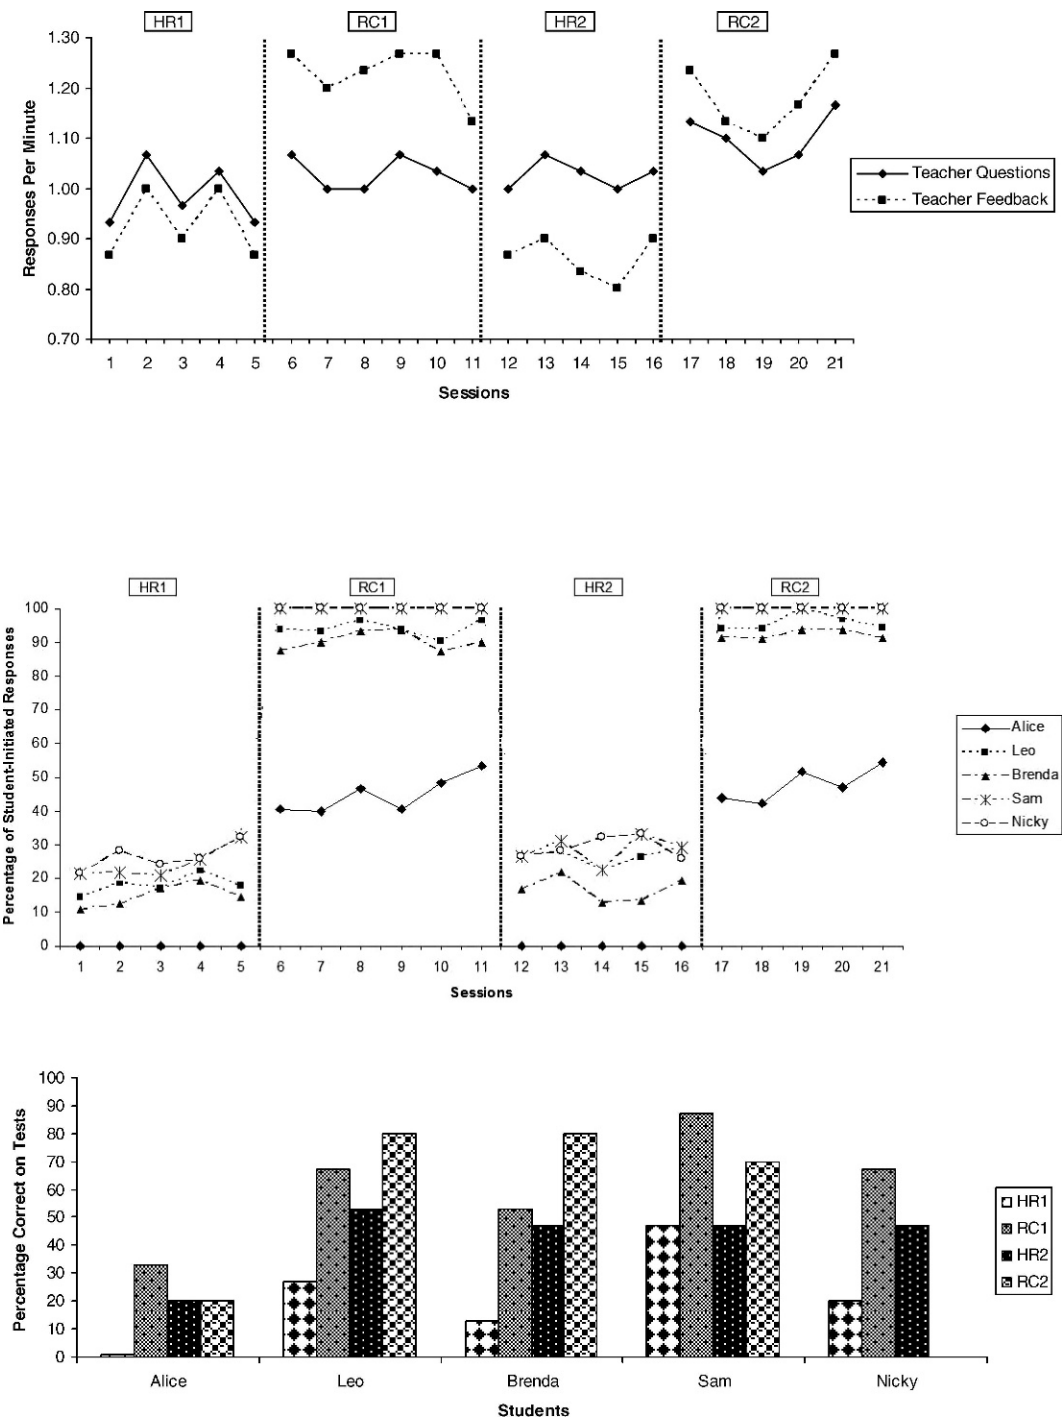 HR1 RC1 HR2 RC2
1.30
1.20
1.10
1.00
0.90
0.80
0.70
Responses Per Minute
Teacher Questions
Teacher Feedback
1 2 3 4 5 6 7 8 9 10 11 12 13 14 15 16 17 18 19 20 21
Sessions
HR1 RC1 HR2 RC2
100
90
80
70
60
50
40
30
20
10
0
Percentage of Student-Initiated Responses
Alice
Leo
Brenda
Sam
Nicky
1 2 3 4 5 6 7 8 9 10 11 12 13 14 15 16 17 18 19 20 21
Sessions
100
90
80
70
60
50
40
30
20
10
0
Percentage Correct on Tests
HR1
RC1
HR2
RC2
Alice Leo Brenda Sam Nicky
Students